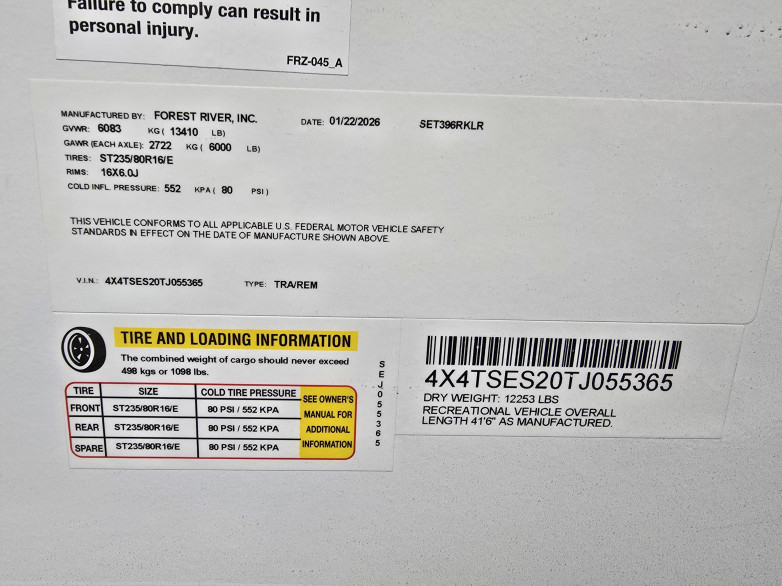 Failure to comply can result in
personal injury.
FRZ-045_A
MANUFACTURED BY: FOREST RIVER, INC. DATE: 01/22/2026 SET396RKLR
GVWR: 6083 KG ( 13410 LB)
GAWR (EACH AXLE): 2722 KG ( 6000 LB)
TIRES: ST235/80R16/E
RIMS: 16X6.0J
COLD INFL. PRESSURE: 552 KPA ( 80 PSI )
THIS VEHICLE CONFORMS TO ALL APPLICABLE U.S. FEDERAL MOTOR VEHICLE SAFETY
STANDARDS IN EFFECT ON THE DATE OF MANUFACTURE SHOWN ABOVE.
V.I.N.: 4X4TSES20TJ055365 TYPE: TRA/REM
TIRE AND LOADING INFORMATION
The combined weight of cargo should never exceed
498 kgs or 1098 lbs.
TIRE SIZE COLD TIRE PRESSURE
FRONT ST235/80R16/E 80 PSI / 552 KPA
REAR ST235/80R16/E 80 PSI / 552 KPA
SPARE ST235/80R16/E 80 PSI / 552 KPA
SEE OWNER'S
MANUAL FOR
ADDITIONAL
INFORMATION
SEJ055365
4X4TSES20TJ055365
DRY WEIGHT: 12253 LBS
RECREATIONAL VEHICLE OVERALL
LENGTH 41'6" AS MANUFACTURED.